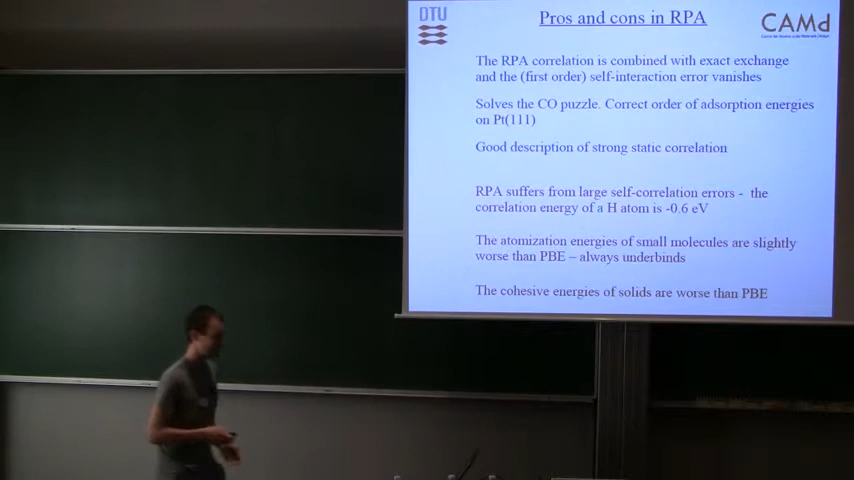 DTU
Pros and cons in RPA
CAMd
The RPA correlation is combined with exact exchange
and the (first order) self-interaction error vanishes
Solves the CO puzzle. Correct order of adsorption energies
on Pt(111)
Good description of strong static correlation
RPA suffers from large self-correlation errors - the
correlation energy of a H atom is -0.6 eV
The atomization energies of small molecules are slightly
worse than PBE – always underbinds
The cohesive energies of solids are worse than PBE